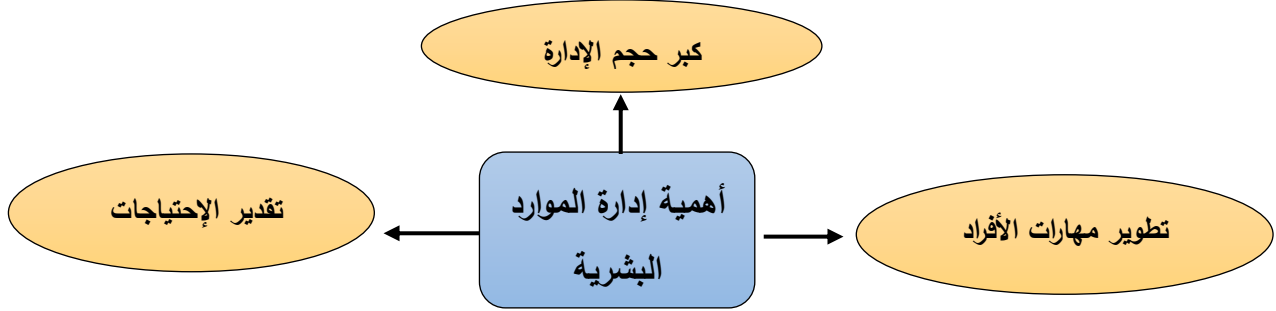 كبر حجم الإدارة
أهمية إدارة الموارد
البشرية
تطوير مهارات الأفراد
تقدير الإحتياجات